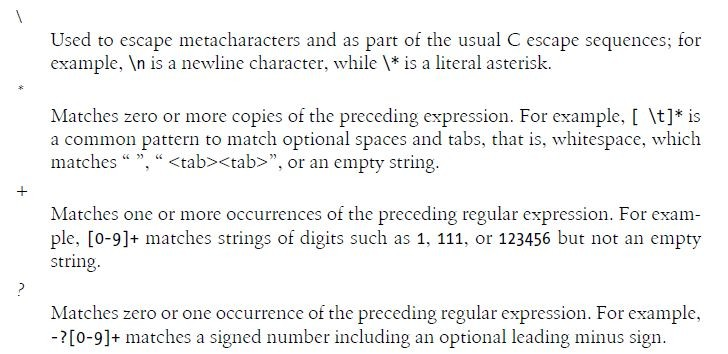 \
Used to escape metacharacters and as part of the usual C escape sequences; for
example, \n is a newline character, while \* is a literal asterisk.
*
Matches zero or more copies of the preceding expression. For example, [ \t]* is
a common pattern to match optional spaces and tabs, that is, whitespace, which
matches “ ”, “ <tab><tab>”, or an empty string.
+
Matches one or more occurrences of the preceding regular expression. For exam-
ple, [0-9]+ matches strings of digits such as 1, 111, or 123456 but not an empty
string.
?
Matches zero or one occurrence of the preceding regular expression. For example,
-?[0-9]+ matches a signed number including an optional leading minus sign.